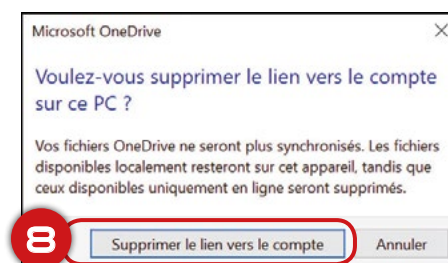 Microsoft OneDrive
Voulez-vous supprimer le lien vers le compte
sur ce PC ?
Vos fichiers OneDrive ne seront plus synchronisés. Les fichiers
disponibles localement resteront sur cet appareil, tandis que
ceux disponibles uniquement en ligne seront supprimés.
8
Supprimer le lien vers le compte
Annuler